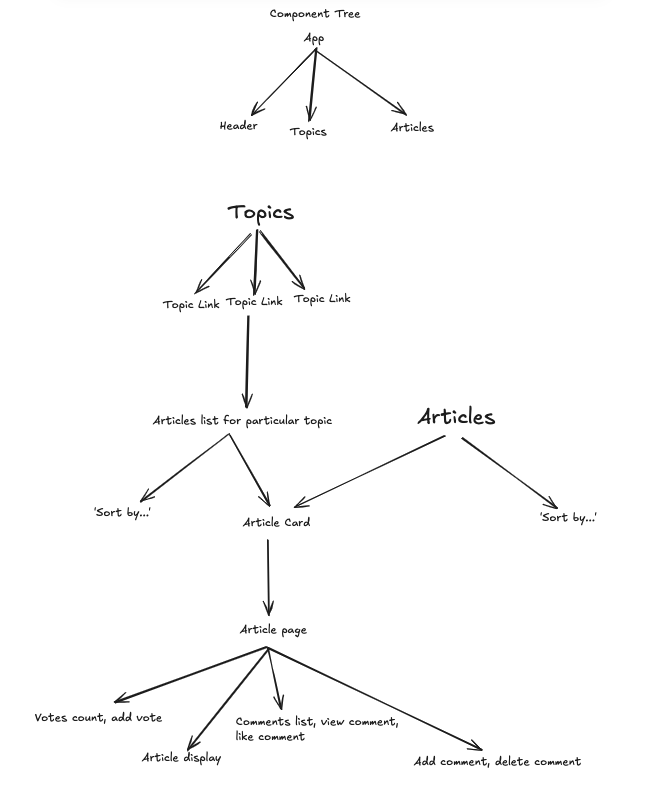 Component Tree
App
Header
Topics
Articles
Topics
Topic Link
Topic Link
Topic Link
Articles list for particular topic
Articles
'Sort by...'
Article Card
'Sort by...'
Article page
Votes count, add vote
Comments list, view comment,
like comment
Article display
Add comment, delete comment